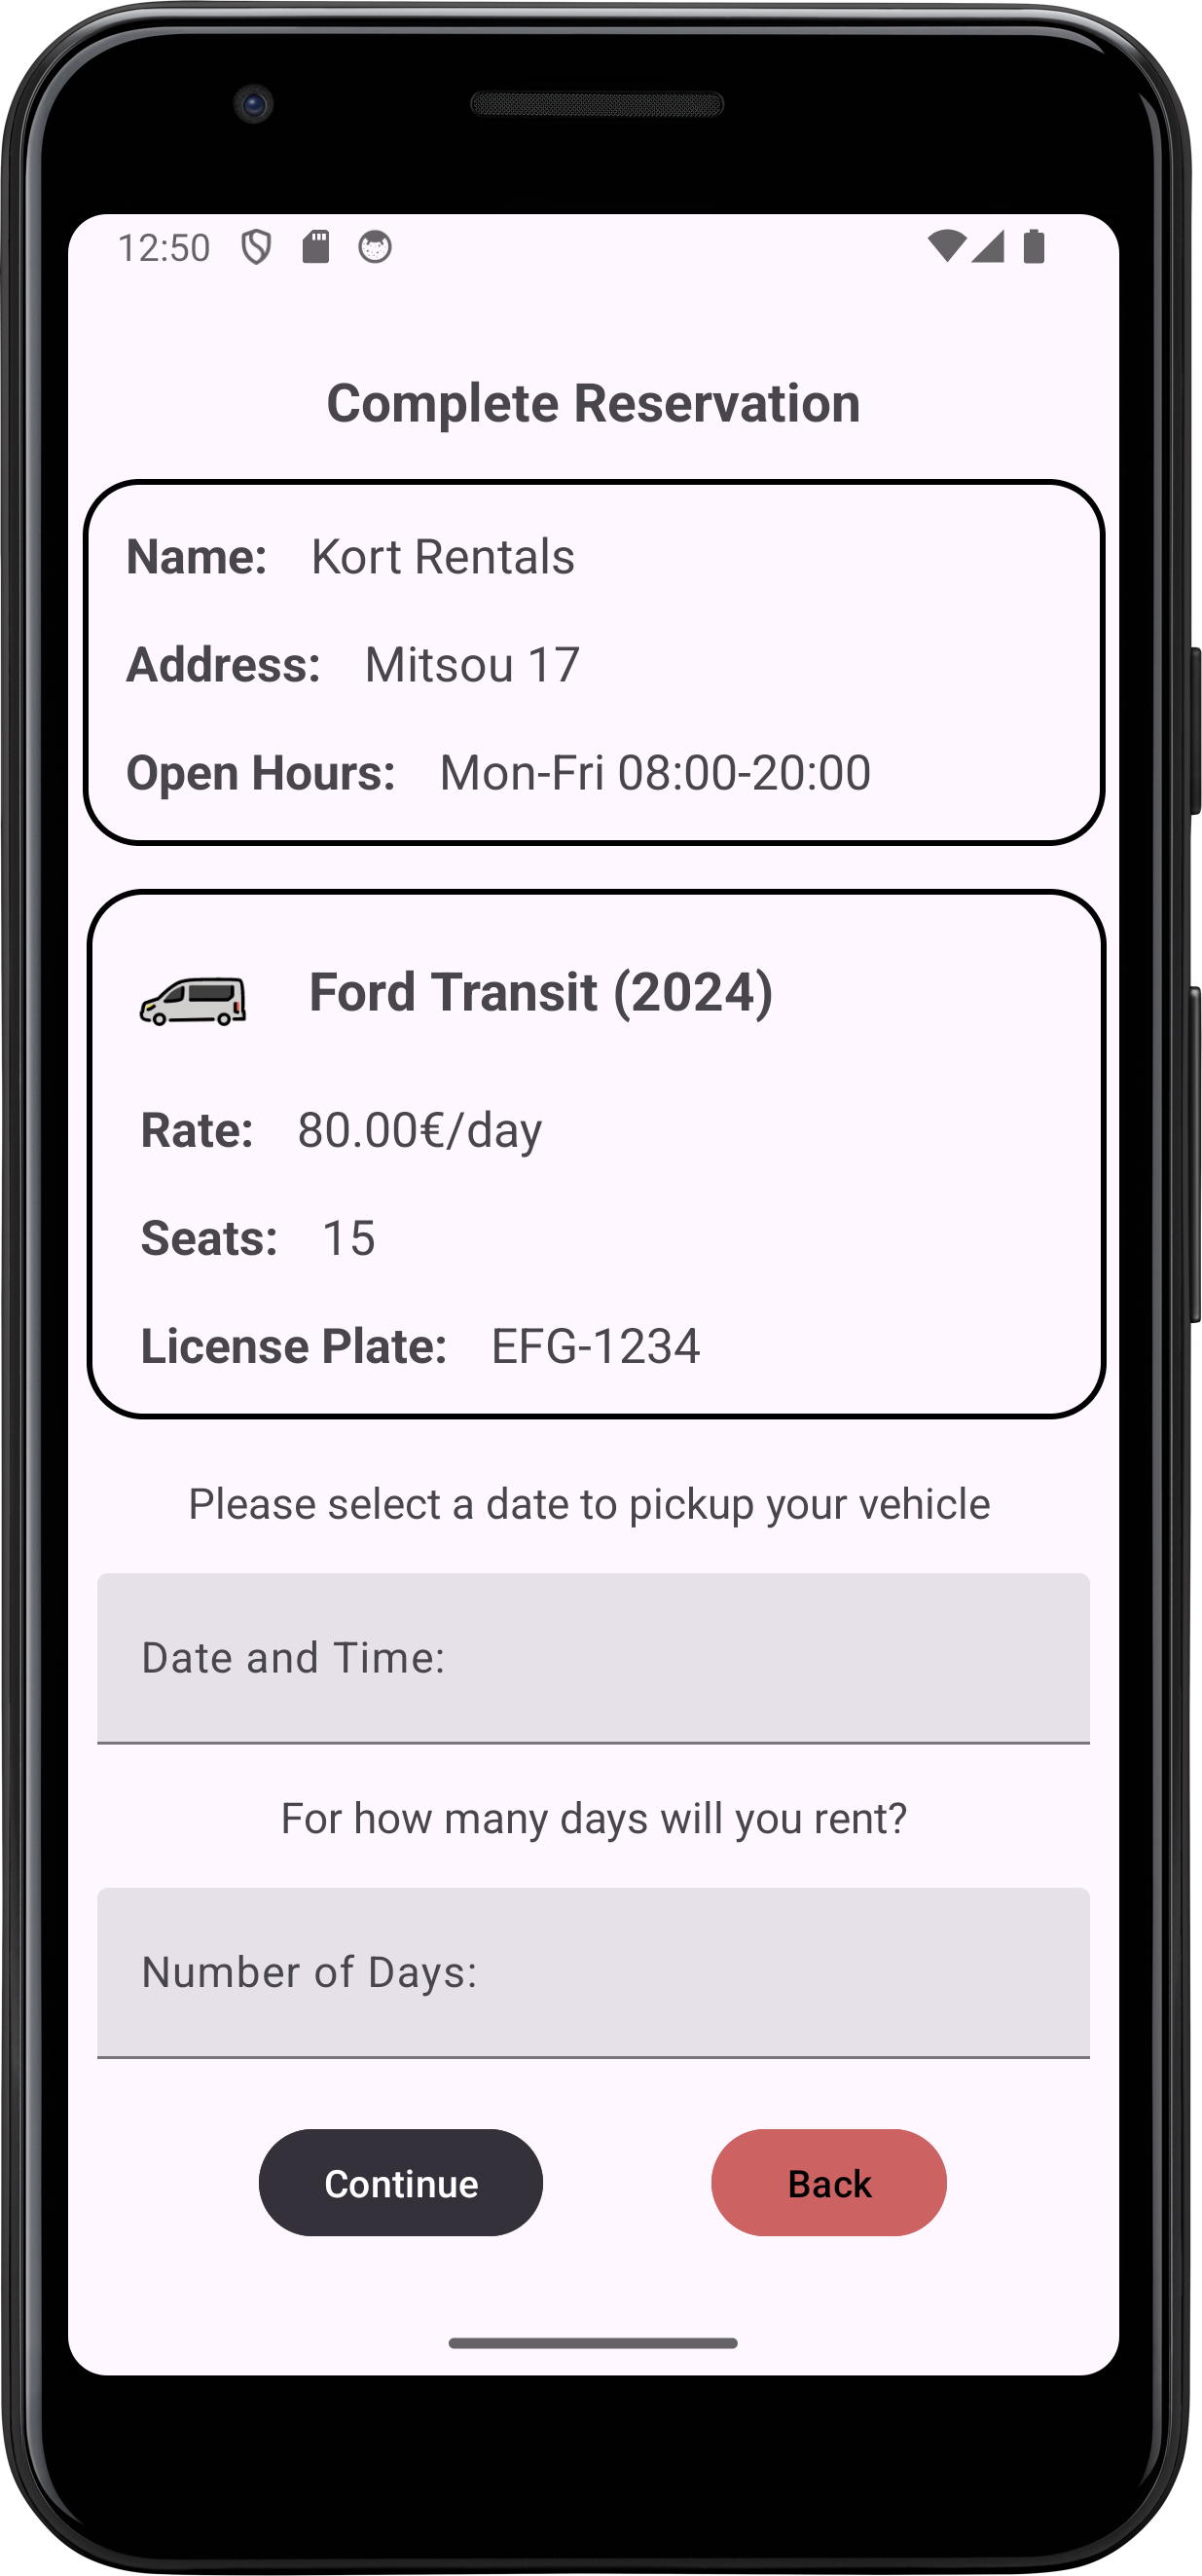 12:50
Complete Reservation
Name: Kort Rentals
Address: Mitsou 17
Open Hours: Mon-Fri 08:00-20:00
Ford Transit (2024)
Rate: 80.00€/day
Seats: 15
License Plate: EFG-1234
Please select a date to pickup your vehicle
Date and Time:
For how many days will you rent?
Number of Days:
Continue Back